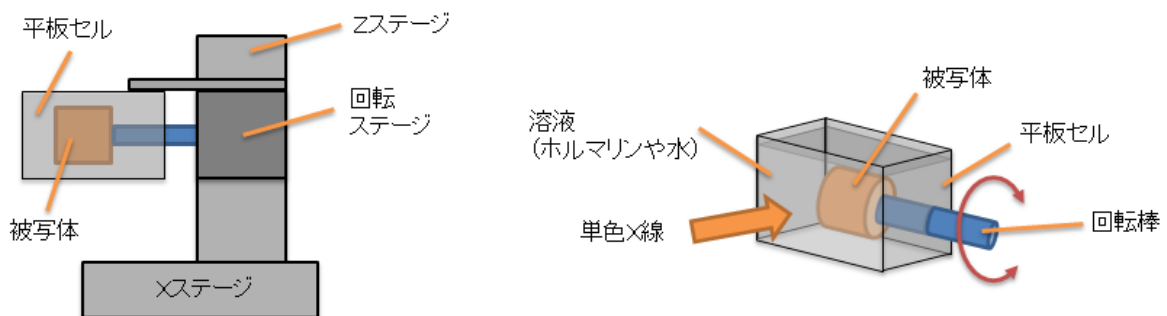 平板セル
Zステージ
回転
ステージ
被写体
Xステージ
被写体
溶液
(ホルマリンや水)
平板セル
単色X線
回転棒